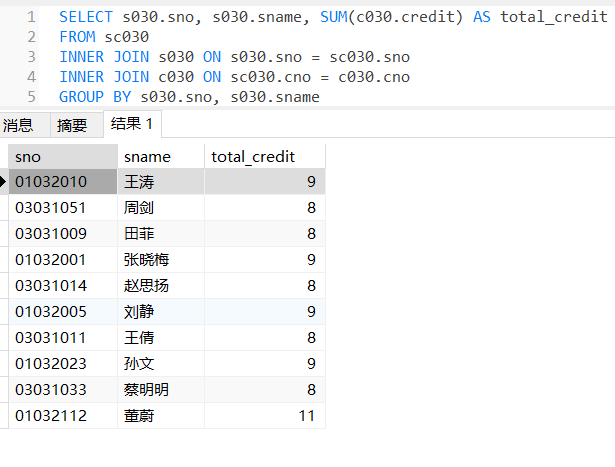 1 SELECT s030.sno, s030.sname, SUM(c030.credit) AS total_credit
2 FROM sc030
3 INNER JOIN s030 ON s030.sno = sc030.sno
4 INNER JOIN c030 ON sc030.cno = c030.cno
5 GROUP BY s030.sno, s030.sname
消息 摘要 结果 1
sno sname total_credit
01032010 王涛 9
03031051 周剑 8
03031009 田菲 8
01032001 张晓梅 9
03031014 赵思扬 8
01032005 刘静 9
03031011 王倩 8
01032023 孙文 9
03031033 蔡明明 8
01032112 董蔚 11